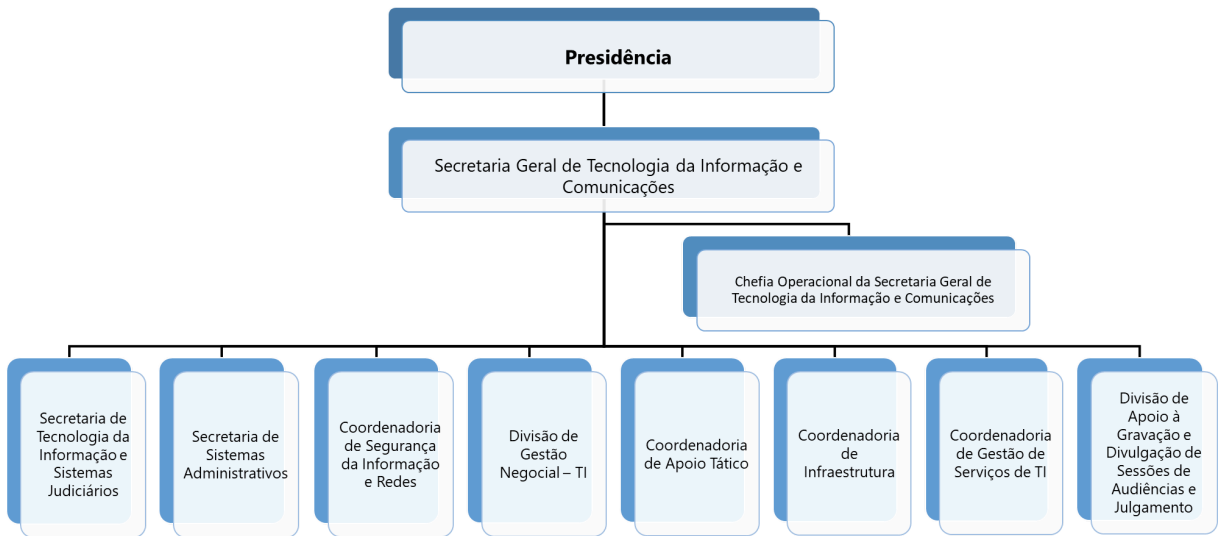 Presidência
Secretaria Geral de Tecnologia da Informação e
Comunicações
Chefia Operacional da Secretaria Geral de
Tecnologia da Informação e Comunicações
Secretaria de
Tecnologia da
Informação e
Sistemas
Judiciários
Secretaria de
Sistemas
Administrativos
Coordenadoria
de Segurança
da Informação
e Redes
Divisão de
Gestão
Negocial – TI
Coordenadoria
de Apoio Tático
Coordenadoria
de
Infraestrutura
Coordenadoria
de Gestão de
Serviços de TI
Divisão de
Apoio à
Gravação e
Divulgação de
Sessões de
Audiências e
Julgamento